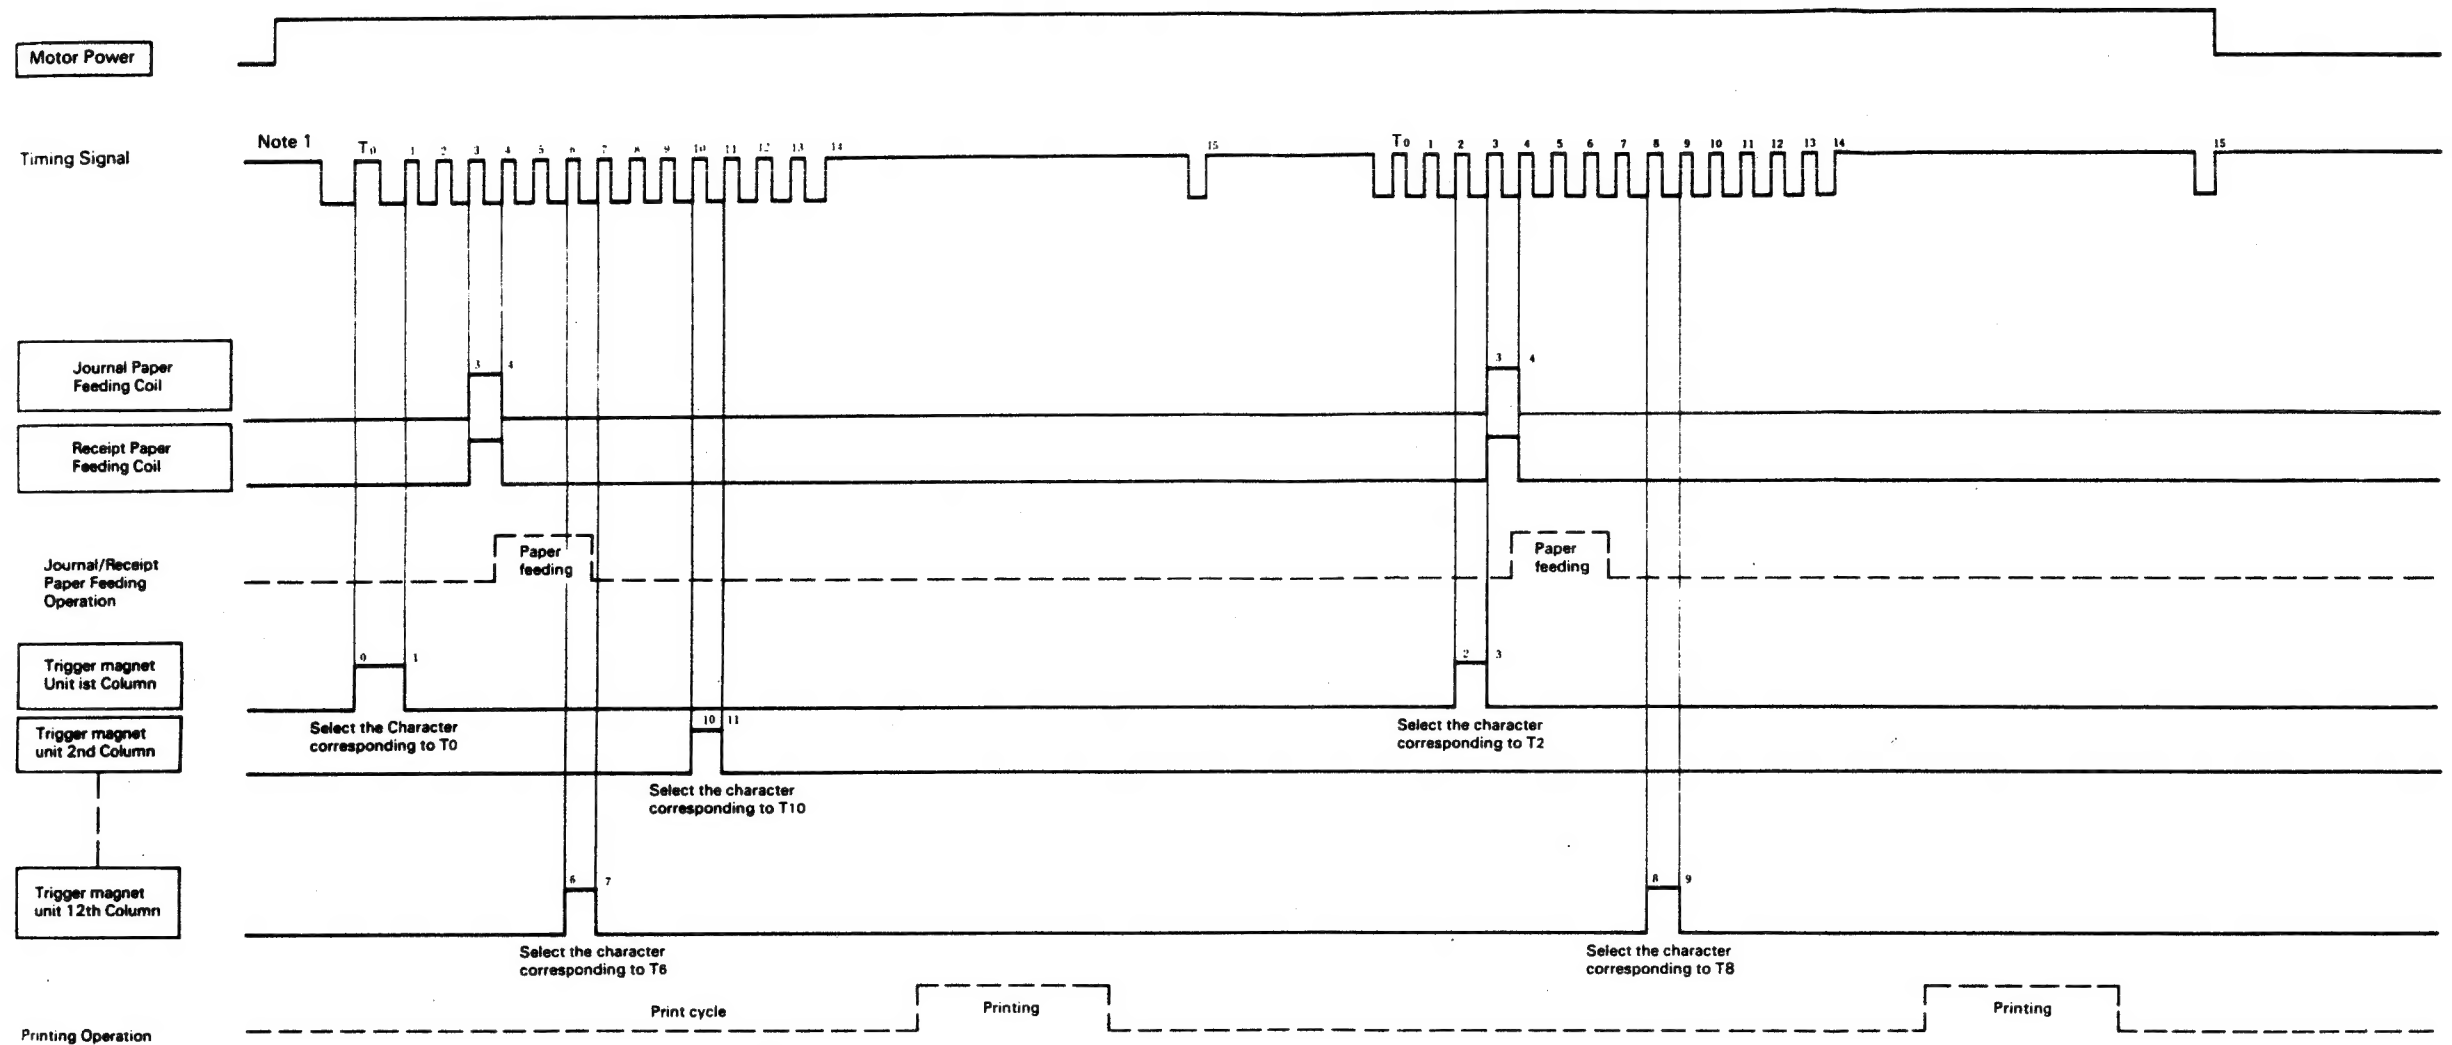 Motor Power
Note 1
Timing Signal
T0 1 2 3 4 5 6 7 8 9 10 11 12 13 14 15 T0 1 2 3 4 5 6 7 8 9 10 11 12 13 14 15
Journal Paper
Feeding Coil
3 4 3 4
Receipt Paper
Feeding Coil
Journal/Receipt
Paper Feeding
Operation
Paper
feeding
Paper
feeding
Trigger magnet
Unit ist Column
0 1 2 3
Select the Character
corresponding to T0
Select the character
corresponding to T2
Trigger magnet
unit 2nd Column
10 11
Select the character
corresponding to T10
Trigger magnet
unit 12th Column
6 7 8 9
Select the character
corresponding to T6
Select the character
corresponding to T8
Printing Operation
Print cycle
Printing
Printing